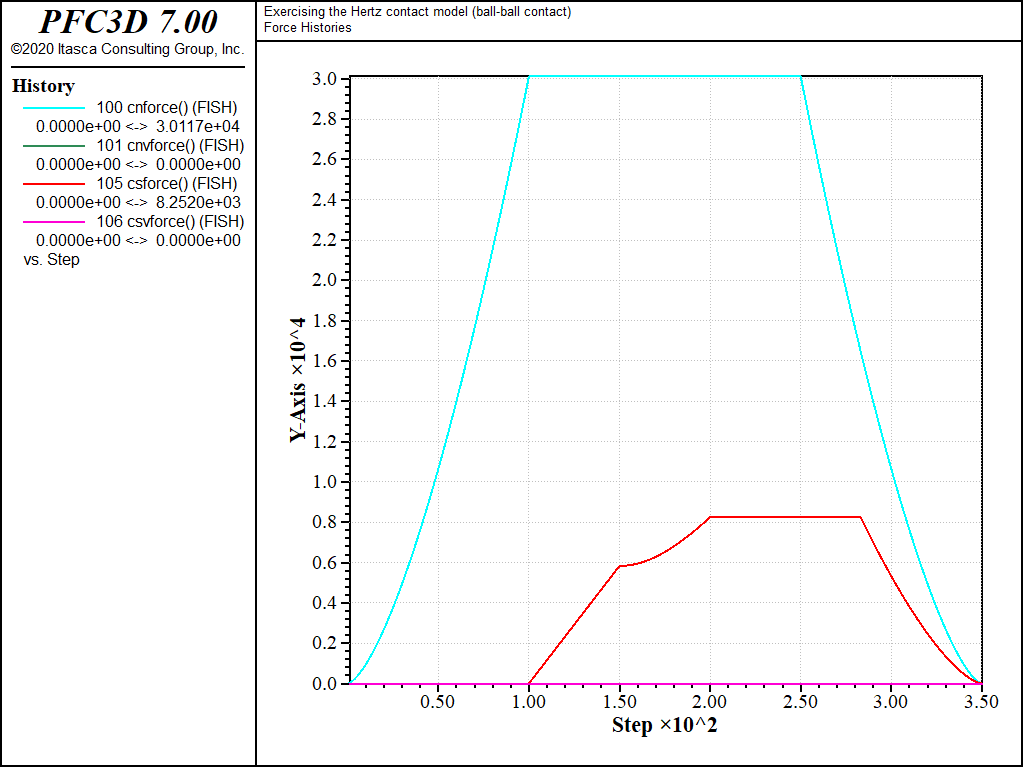 PFC3D 7.00
©2020 Itasca Consulting Group, Inc.
History
100 cnforce() (FISH)
0.0000e+00 <-> 3.0117e+04
101 cnvforce() (FISH)
0.0000e+00 <-> 0.0000e+00
105 csforce() (FISH)
0.0000e+00 <-> 8.2520e+03
106 csvforce() (FISH)
0.0000e+00 <-> 0.0000e+00
vs. Step
Exercising the Hertz contact model (ball-ball contact)
Force Histories
Y-Axis ×10^4
3.0
2.8
2.6
2.4
2.2
2.0
1.8
1.6
1.4
1.2
1.0
0.8
0.6
0.4
0.2
0.0
0.50 1.00 1.50 2.00 2.50 3.00 3.50
Step ×10^2